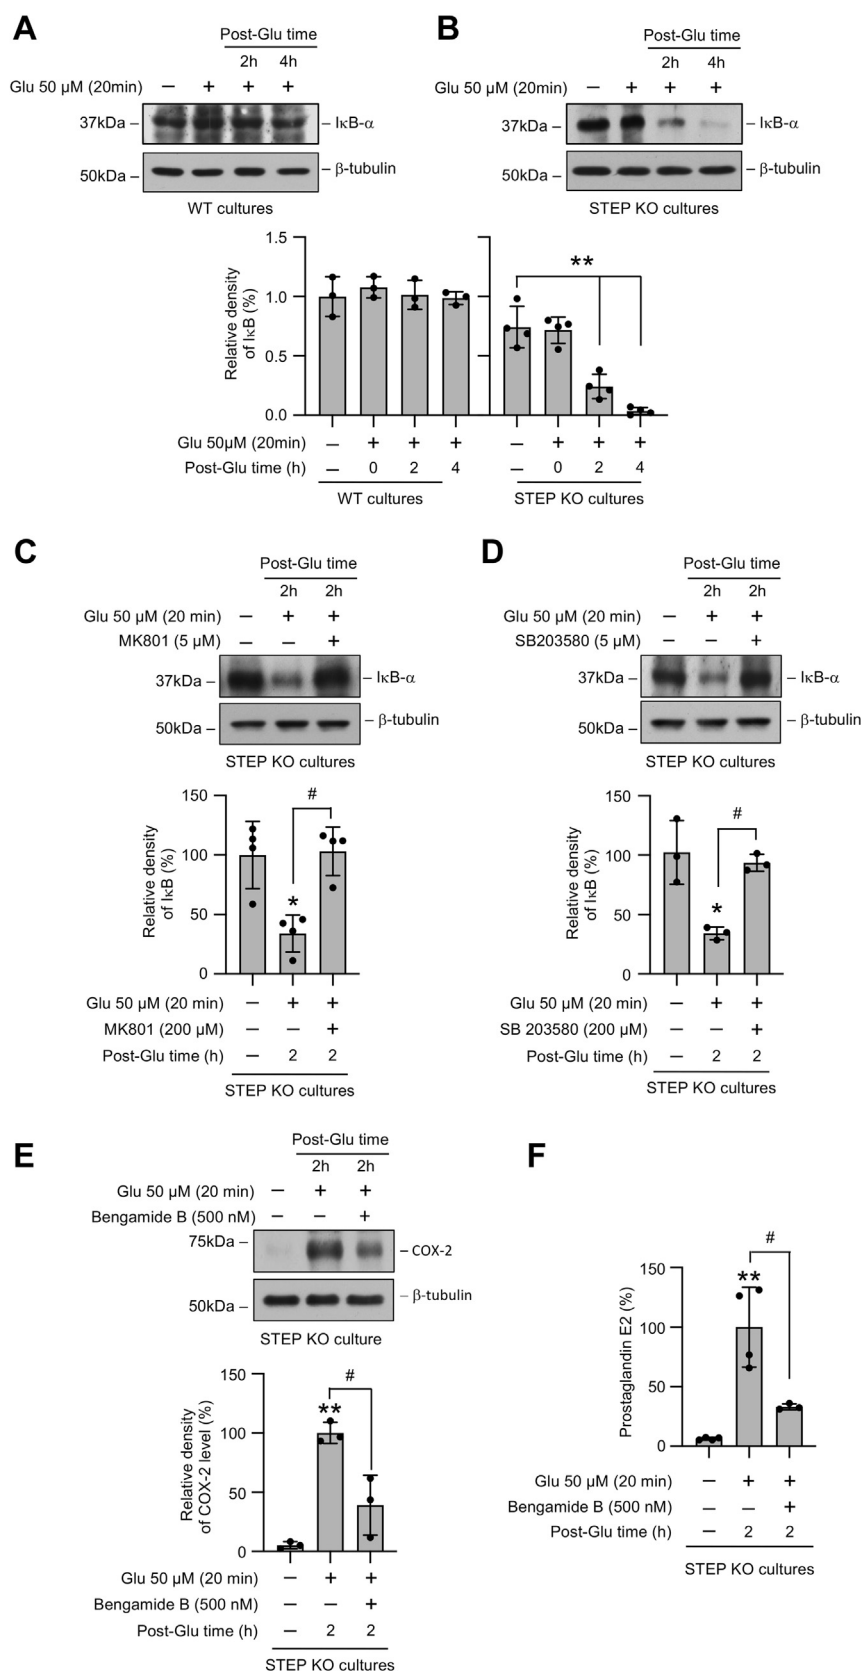 A
Post-Glu time
2h 4h
Glu 50 µM (20min) – + + +
37kDa – – IκB-α
50kDa – – β-tubulin
WT cultures
B
Post-Glu time
2h 4h
Glu 50 µM (20min) – + + +
37kDa – – IκB-α
50kDa – – β-tubulin
STEP KO cultures
Relative density
of IκB (%)
1.5
1.0
0.5
0.0
**
Glu 50µM (20min) – + + + – + + +
Post-Glu time (h) – 0 2 4 – 0 2 4
WT cultures STEP KO cultures
C
Post-Glu time
2h 2h
Glu 50 µM (20 min) – + +
MK801 (5 µM) – – +
37kDa – – IκB-α
50kDa – – β-tubulin
STEP KO cultures
Relative density
of IκB (%)
150
100
50
0
#
*
Glu 50 µM (20 min) – + +
MK801 (200 µM) – – +
Post-Glu time (h) – 2 2
STEP KO cultures
D
Post-Glu time
2h 2h
Glu 50 µM (20 min) – + +
SB203580 (5 µM) – – +
37kDa – – IκB-α
50kDa – – β-tubulin
STEP KO cultures
Relative density
of IκB (%)
150
100
50
0
#
*
Glu 50 µM (20 min) – + +
SB 203580 (200 µM) – – +
Post-Glu time (h) – 2 2
STEP KO cultures
E
Post-Glu time
2h 2h
Glu 50 µM (20 min) – + +
Bengamide B (500 nM) – – +
75kDa – – COX-2
50kDa – – β-tubulin
STEP KO culture
Relative density
of COX-2 level (%)
150
100
50
0
#
**
Glu 50 µM (20 min) – + +
Bengamide B (500 nM) – – +
Post-Glu time (h) – 2 2
STEP KO cultures
F
Prostaglandin E2 (%)
150
100
50
0
#
**
Glu 50 µM (20 min) – + +
Bengamide B (500 nM) – – +
Post-Glu time (h) – 2 2
STEP KO cultures